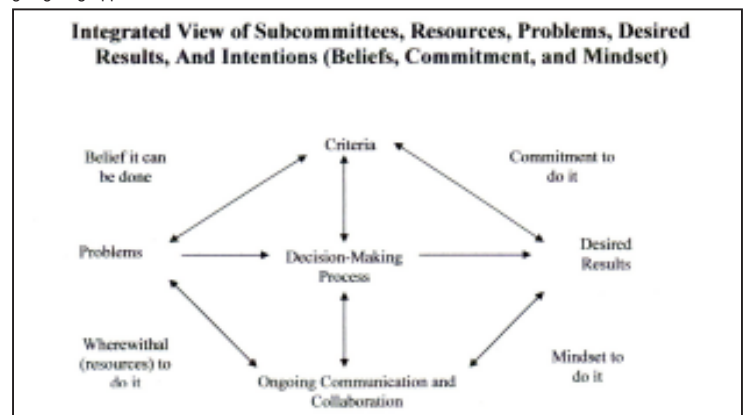 Integrated View of Subcommittees, Resources, Problems, Desired
Results, And Intentions (Beliefs, Commitment, and Mindset)
Criteria
Belief it can
be done
Commitment to
do it
Problems
Decision-Making
Process
Desired
Results
Wherewithal
(resources) to
do it
Mindset to
do it
Ongoing Communication and
Collaboration